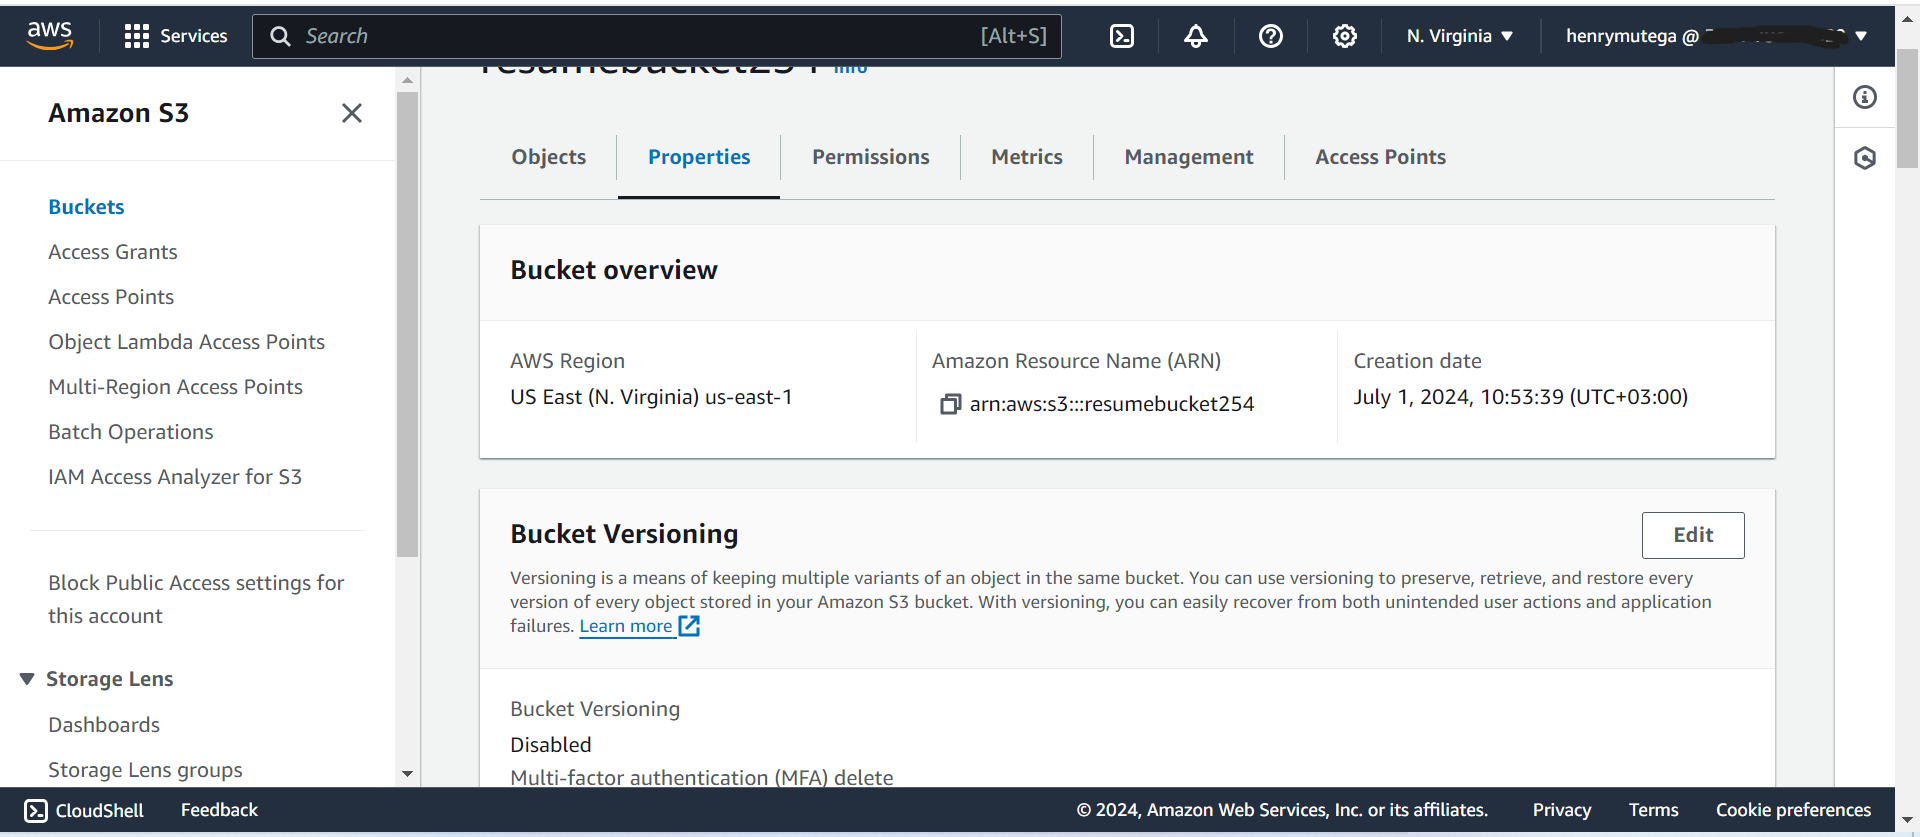 aws
Services
Search
[Alt+S]
N. Virginia
henrymutega @
Amazon S3
Buckets
Access Grants
Access Points
Object Lambda Access Points
Multi-Region Access Points
Batch Operations
IAM Access Analyzer for S3
Block Public Access settings for
this account
Storage Lens
Dashboards
Storage Lens groups
resumebucket254 Info
Objects
Properties
Permissions
Metrics
Management
Access Points
Bucket overview
AWS Region
US East (N. Virginia) us-east-1
Amazon Resource Name (ARN)
arn:aws:s3:::resumebucket254
Creation date
July 1, 2024, 10:53:39 (UTC+03:00)
Bucket Versioning
Edit
Versioning is a means of keeping multiple variants of an object in the same bucket. You can use versioning to preserve, retrieve, and restore every
version of every object stored in your Amazon S3 bucket. With versioning, you can easily recover from both unintended user actions and application
failures. Learn more
Bucket Versioning
Disabled
Multi-factor authentication (MFA) delete
CloudShell
Feedback
© 2024, Amazon Web Services, Inc. or its affiliates.
Privacy
Terms
Cookie preferences